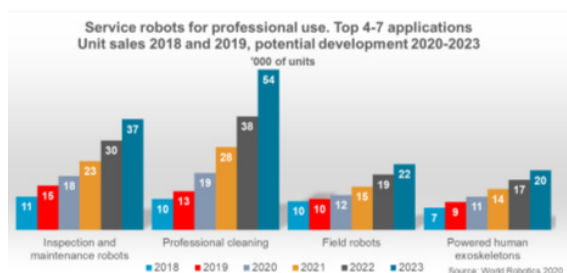 Service robots for professional use. Top 4-7 applications
Unit sales 2018 and 2019, potential development 2020-2023
'000 of units
11 15 18 23 30 37
10 13 19 28 38 54
10 10 12 15 19 22
7 9 11 14 17 20
Inspection and
maintenance robots
Professional cleaning
Field robots
Powered human
exoskeletons
2018 2019 2020 2021 2022 2023
Source: World Robotics 2020